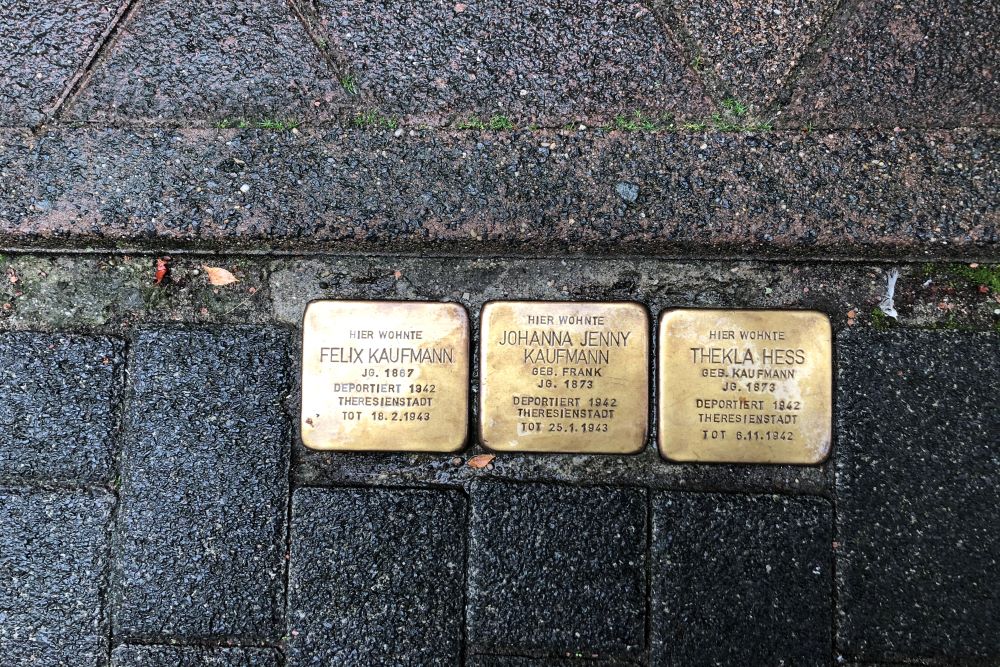 HIER WOHNTE
FELIX KAUFMANN
JG. 1867
DEPORTIERT 1942
THERESIENSTADT
TOT 18.2.1943
HIER WOHNTE
JOHANNA JENNY
KAUFMANN
GEB. FRANK
JG. 1873
DEPORTIERT 1942
THERESIENSTADT
TOT 25.1.1943
HIER WOHNTE
THEKLA HESS
GEB. KAUFMANN
JG. 1873
DEPORTIERT 1942
THERESIENSTADT
TOT 6.11.1942